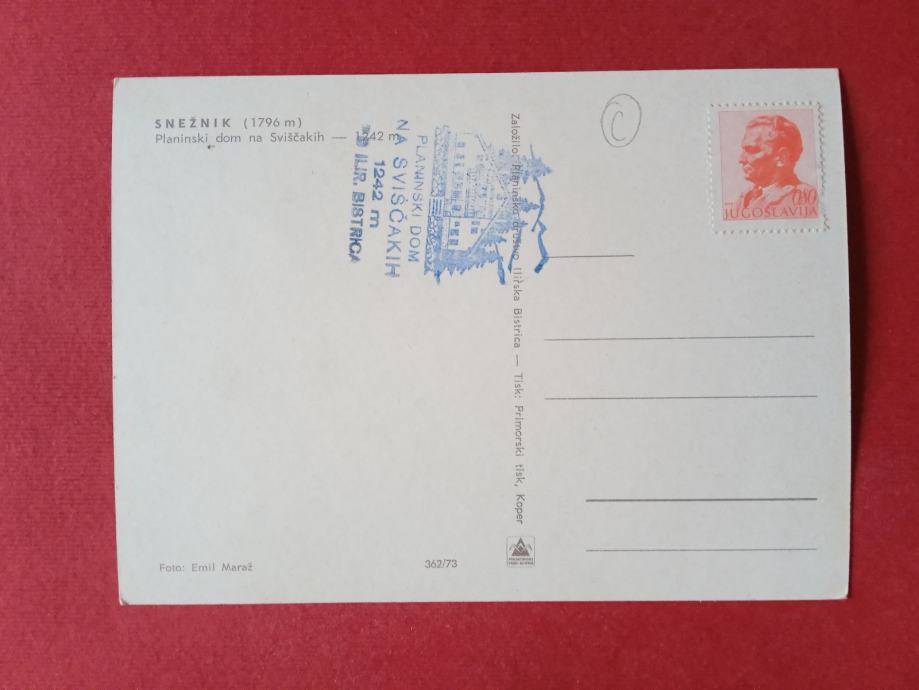 SNEŽNIK (1796 m)
Planinski dom na Sviščakih — 1242 m
PLANINSKI DOM
NA SVIŠČAKIH
1242 m
ILIR. BISTRICA
Založilo: Planinsko društvo Ilirska Bistrica — Tisk: Primorski tisk, Koper
C
0,80
JUGOSLAVIJA
Foto: Emil Maraž
362/73